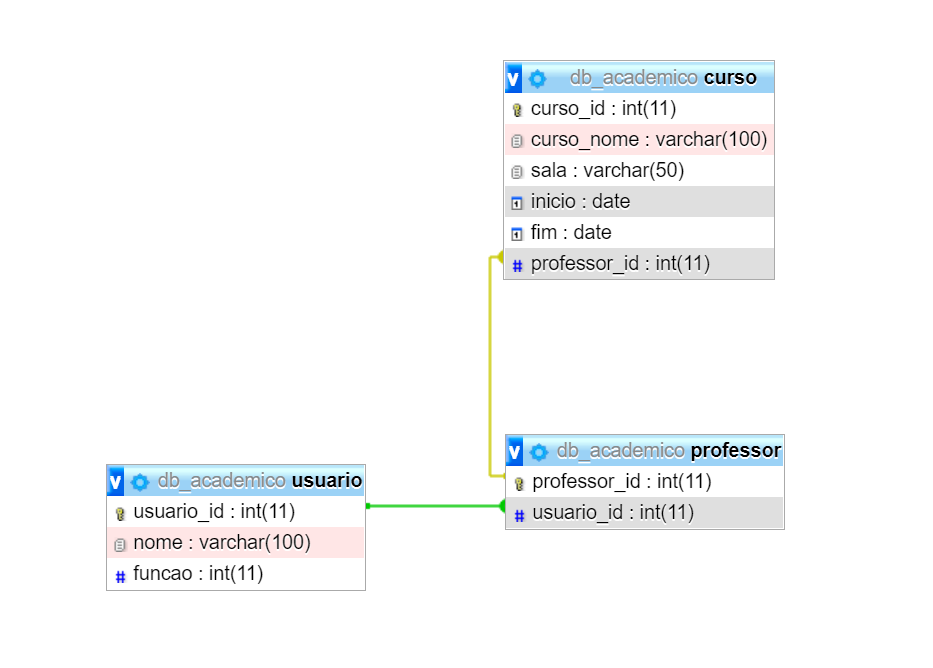 v db_academico curso
curso_id : int(11)
curso_nome : varchar(100)
sala : varchar(50)
inicio : date
fim : date
# professor_id : int(11)
v db_academico professor
professor_id : int(11)
# usuario_id : int(11)
v db_academico usuario
usuario_id : int(11)
nome : varchar(100)
# funcao : int(11)